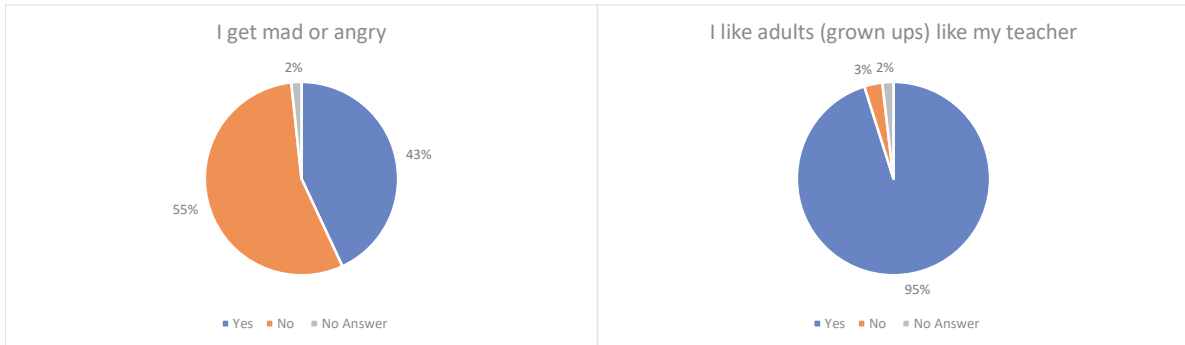 I get mad or angry
2%
43%
55%
Yes No No Answer
I like adults (grown ups) like my teacher
3% 2%
95%
Yes No No Answer